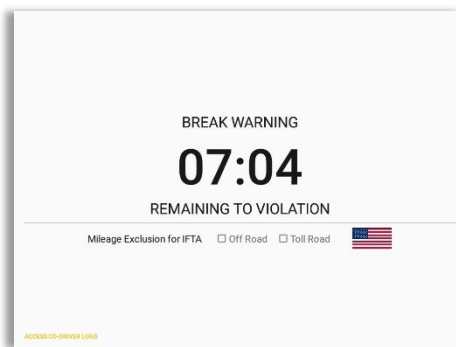 BREAK WARNING
07:04
REMAINING TO VIOLATION
Mileage Exclusion for IFTA Off Road Toll Road
ACCESS CO-DRIVER LOGS